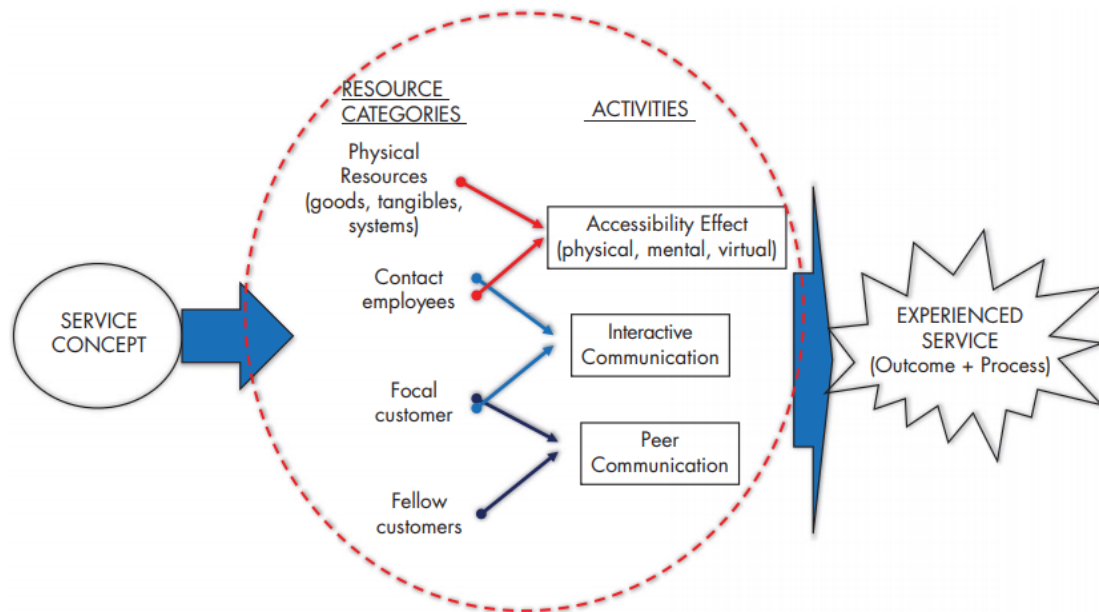 SERVICE
CONCEPT
RESOURCE
CATEGORIES
Physical
Resources
(goods, tangibles,
systems)
Contact
employees
Focal
customer
Fellow
customers
ACTIVITIES
Accessibility Effect
(physical, mental, virtual)
Interactive
Communication
Peer
Communication
EXPERIENCED
SERVICE
(Outcome + Process)